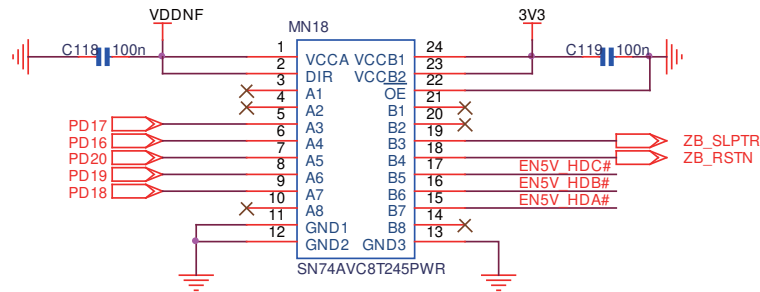 VDDNF
3V3
MN18
C118 100n
C119 100n
1 VCCA VCCB1 24
2 DIR VCCB2 23
3 A1 OE 22
4 A2 B1 21
5 A3 B2 20
6 A4 B3 19
7 A5 B4 18
8 A6 B5 17
9 A7 B6 16
10 A8 B7 15
11 GND1 B8 14
12 GND2 GND3 13
PD17
PD16
PD20
PD19
PD18
ZB_SLPTR
ZB_RSTN
EN5V_HDC#
EN5V_HDB#
EN5V_HDA#
SN74AVC8T245PWR